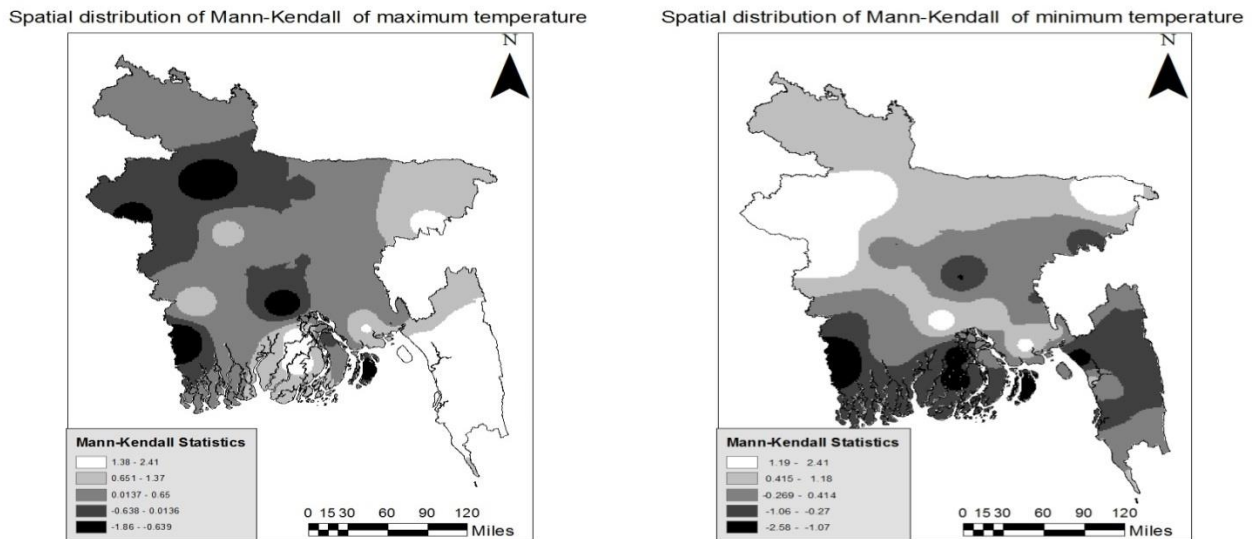 Spatial distribution of Mann-Kendall of maximum temperature
N
Mann-Kendall Statistics
1.38 - 2.41
0.651 - 1.37
0.0137 - 0.65
-0.638 - 0.0136
-1.86 - -0.639
0 15 30 60 90 120
Miles
Spatial distribution of Mann-Kendall of minimum temperature
N
Mann-Kendall Statistics
1.19 - 2.41
0.415 - 1.18
-0.269 - 0.414
-1.06 - -0.27
-2.58 - -1.07
0 15 30 60 90 120
Miles